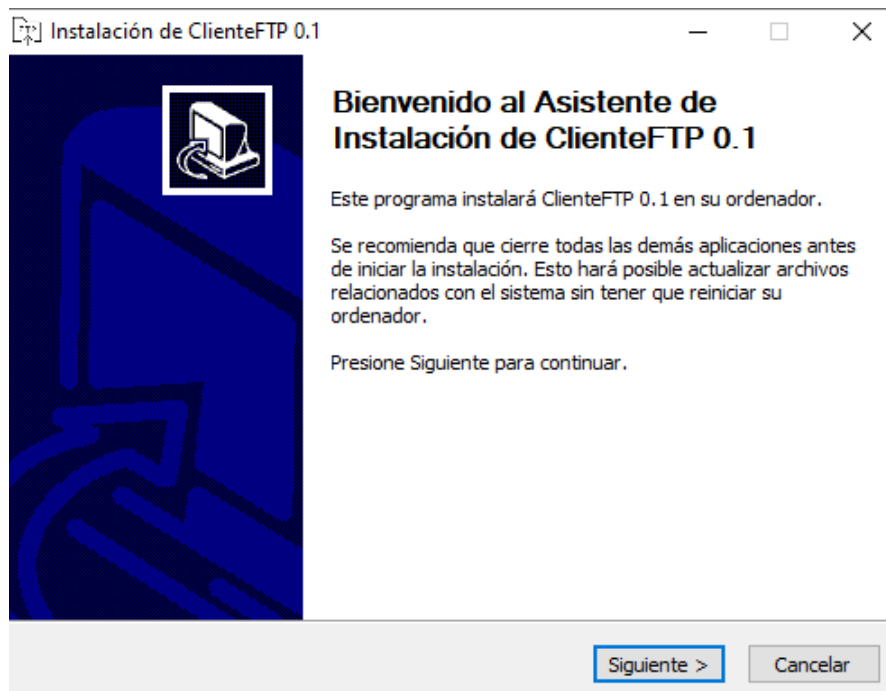 Instalación de ClienteFTP 0.1
Bienvenido al Asistente de
Instalación de ClienteFTP 0.1
Este programa instalará ClienteFTP 0.1 en su ordenador.
Se recomienda que cierre todas las demás aplicaciones antes
de iniciar la instalación. Esto hará posible actualizar archivos
relacionados con el sistema sin tener que reiniciar su
ordenador.
Presione Siguiente para continuar.
Siguiente >
Cancelar